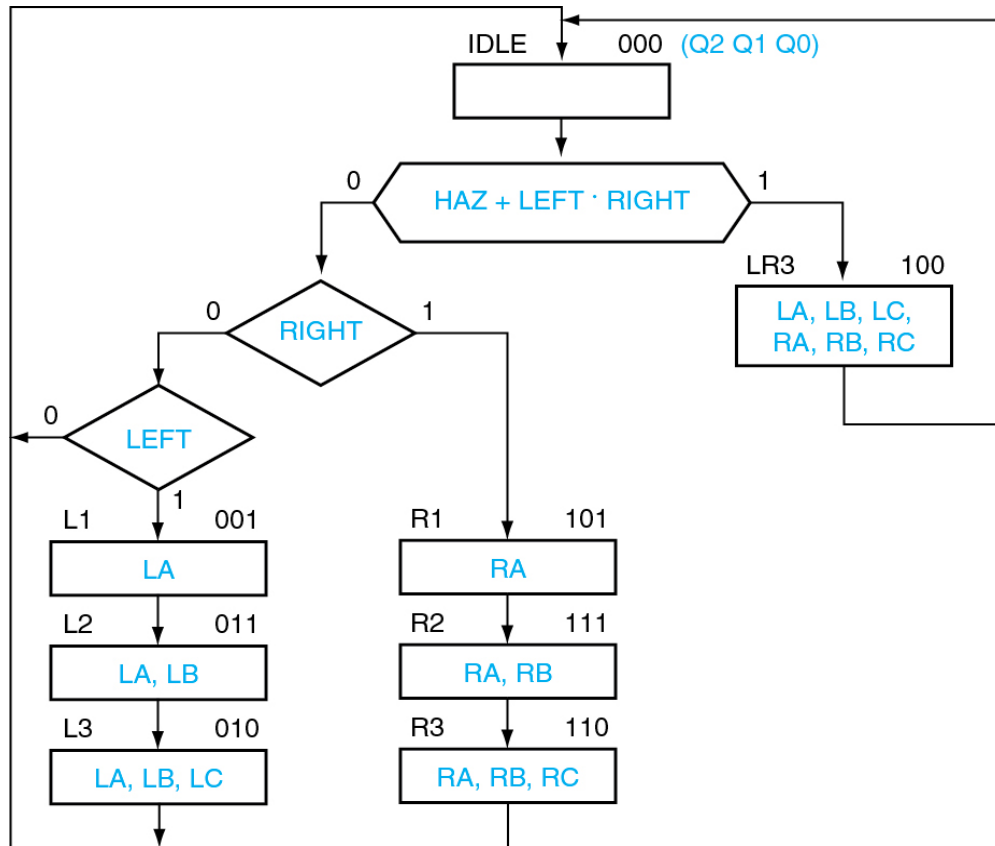 IDLE 000 (Q2 Q1 Q0)
0 HAZ + LEFT · RIGHT 1
LR3 100
LA, LB, LC,
RA, RB, RC
0 RIGHT 1
0 LEFT
1
L1 001
LA
L2 011
LA, LB
L3 010
LA, LB, LC
R1 101
RA
R2 111
RA, RB
R3 110
RA, RB, RC